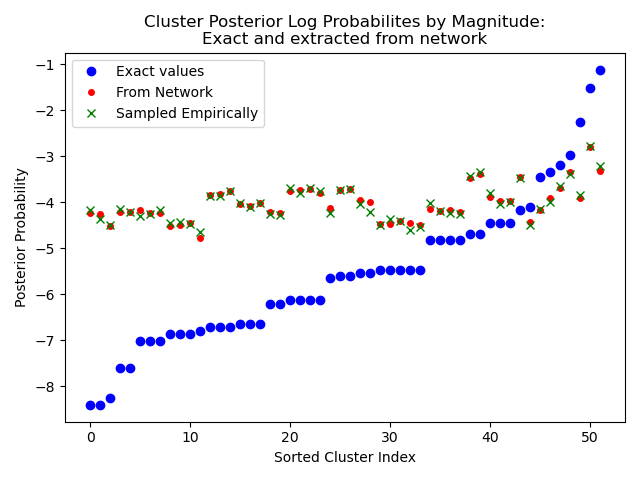 Cluster Posterior Log Probabilites by Magnitude:
Exact and extracted from network
Exact values
From Network
Sampled Empirically
Posterior Probability
−1
−2
−3
−4
−5
−6
−7
−8
0 10 20 30 40 50
Sorted Cluster Index